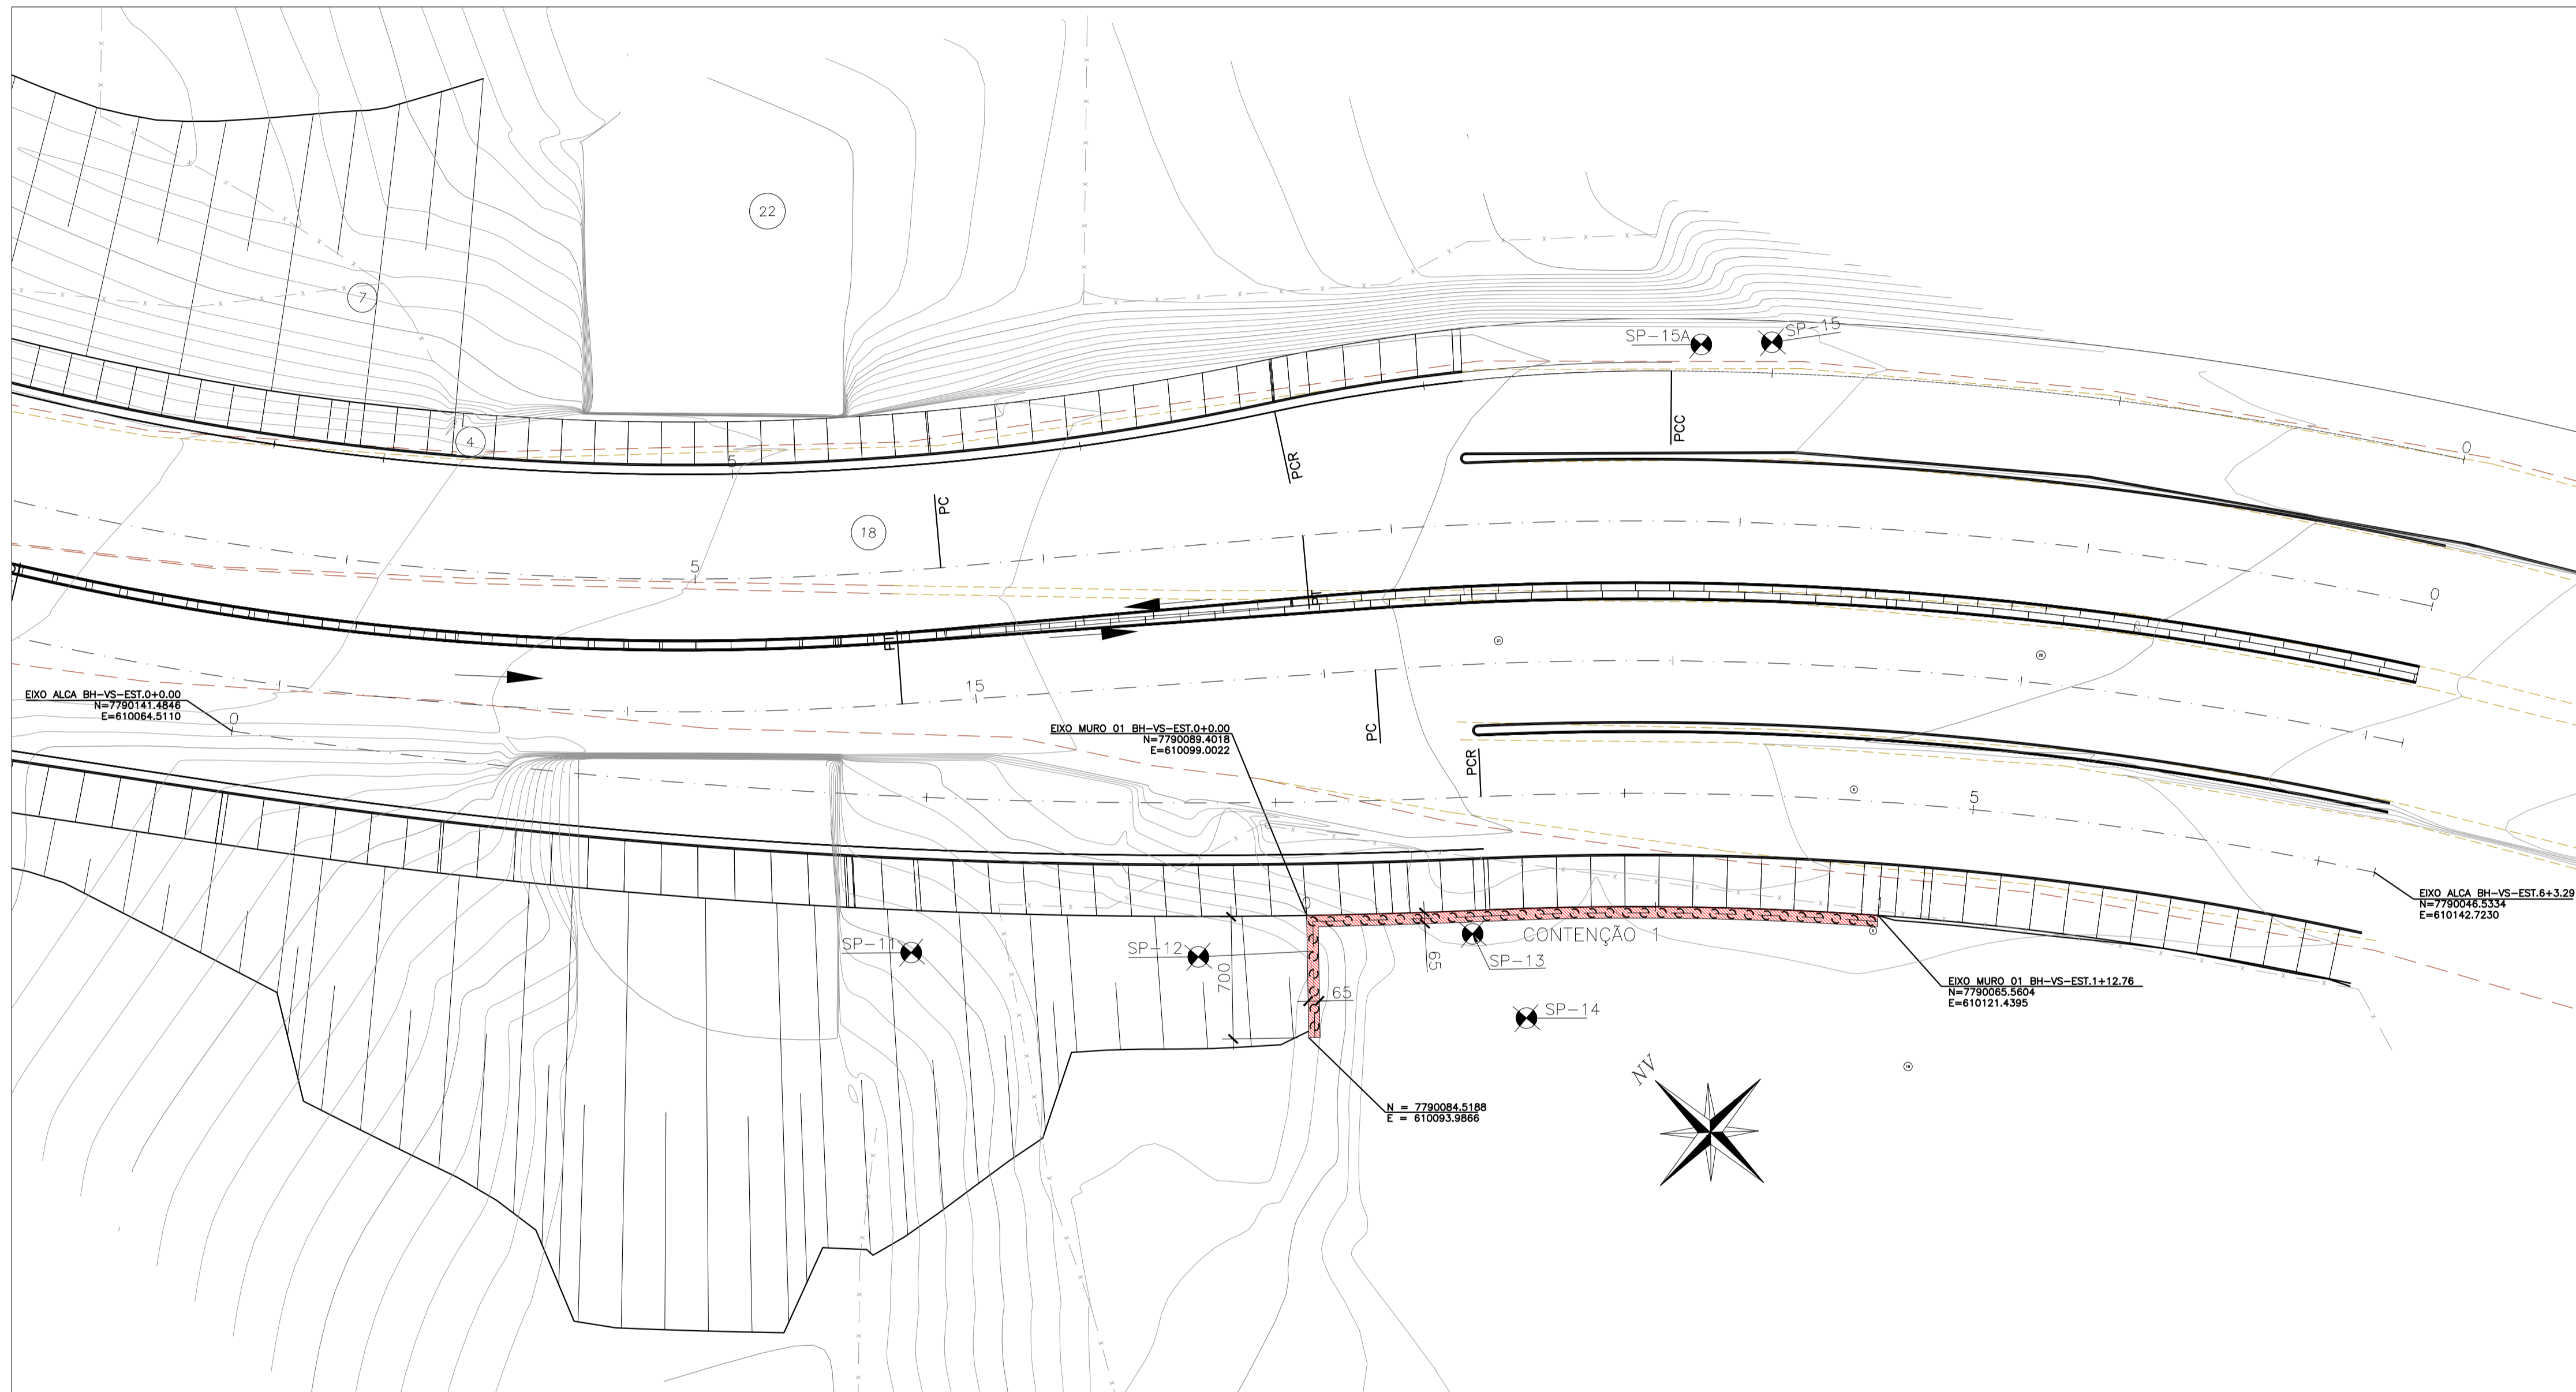 22
7
SP-15A
SP-15
4
5
PCR
PCC
0
PC
18
5
PT
0
PT
15
EIXO ALCA BH-VS-EST.0+0.00
N=7790141.4846
E=610064.5110
0
EIXO MURO 01 BH-VS-EST.0+0.00
N=7790089.4018
E=610099.0022
PC
PCR
5
EIXO ALCA BH-VS-EST.6+3.29
N=7790046.5334
E=610142.7230
0
SP-11
SP-12
700
65
CONTENÇÃO 1
SP-13
65
EIXO MURO 01 BH-VS-EST.1+12.76
N=7790065.5604
E=610121.4395
SP-14
NV
N = 7790084.5188
E = 610093.9866